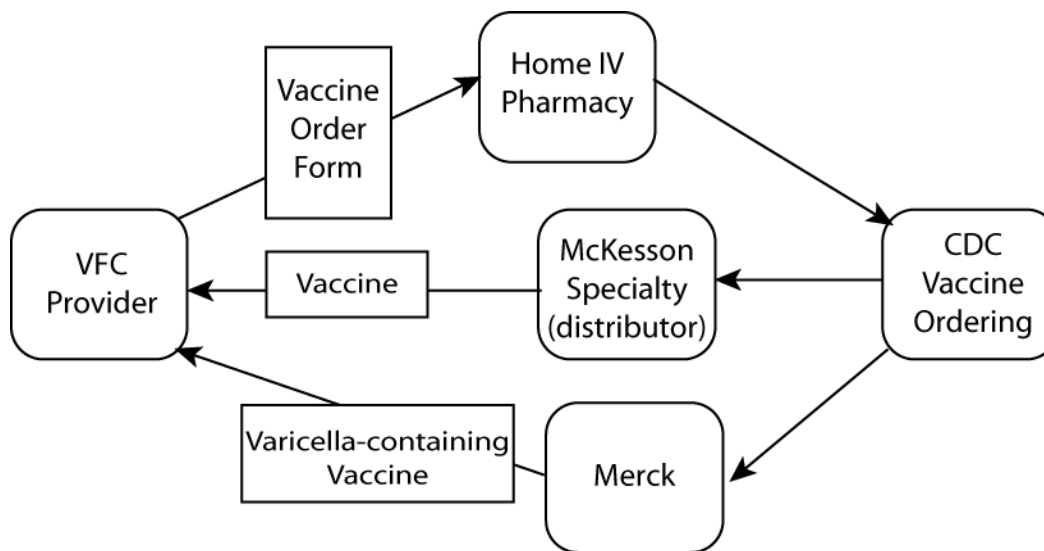 Vaccine
Order
Form
Home IV
Pharmacy
VFC
Provider
Vaccine
McKesson
Specialty
(distributor)
CDC
Vaccine
Ordering
Varicella-containing
Vaccine
Merck